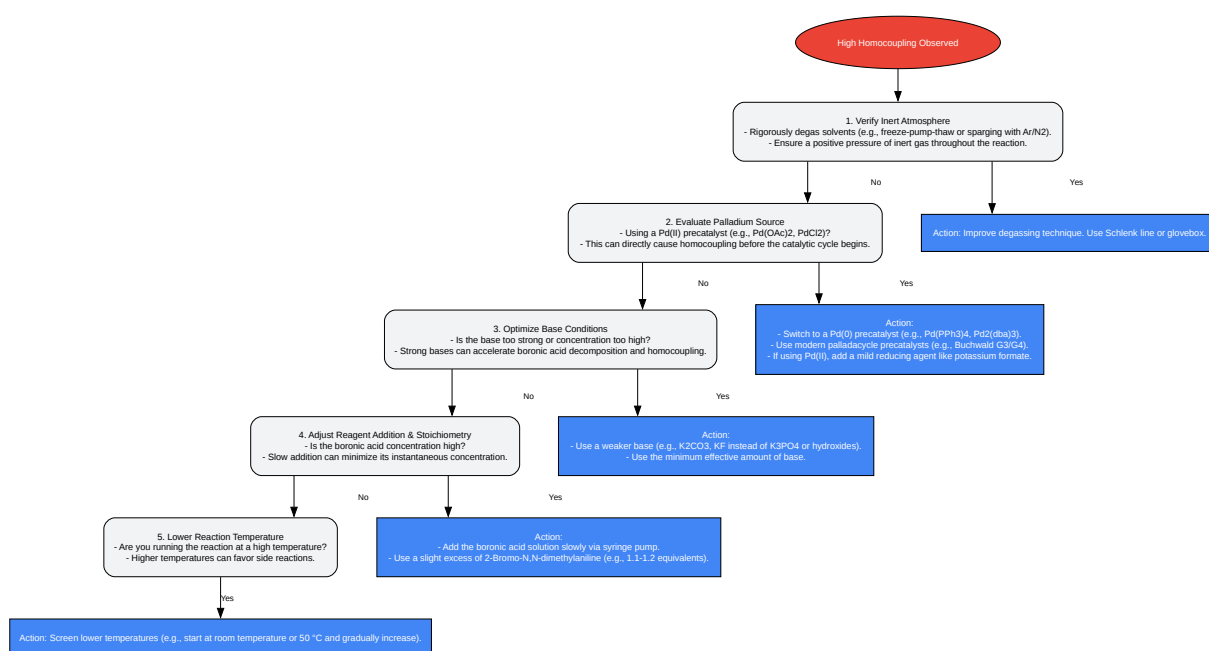 High Homocoupling Observed
1. Verify Inert Atmosphere
- Rigorously degas solvents (e.g., freeze-pump-thaw or sparging with Ar/N2).
- Ensure a positive pressure of inert gas throughout the reaction.
No
Yes
2. Evaluate Palladium Source
- Using a Pd(II) precatalyst (e.g., Pd(OAc)2, PdCl2)?
- This can directly cause homocoupling before the catalytic cycle begins.
Action: Improve degassing technique. Use Schlenk line or glovebox.
No
Yes
3. Optimize Base Conditions
- Is the base too strong or concentration too high?
- Strong bases can accelerate boronic acid decomposition and homocoupling.
Action:
- Switch to a Pd(0) precatalyst (e.g., Pd(PPh3)4, Pd2(dba)3).
- Use modern palladacycle precatalysts (e.g., Buchwald G3/G4).
- If using Pd(II), add a mild reducing agent like potassium formate.
No
Yes
4. Adjust Reagent Addition & Stoichiometry
- Is the boronic acid concentration high?
- Slow addition can minimize its instantaneous concentration.
Action:
- Use a weaker base (e.g., K2CO3, KF instead of K3PO4 or hydroxides).
- Use the minimum effective amount of base.
No
Yes
5. Lower Reaction Temperature
- Are you running the reaction at a high temperature?
- Higher temperatures can favor side reactions.
Action:
- Add the boronic acid solution slowly via syringe pump.
- Use a slight excess of 2-Bromo-N,N-dimethylaniline (e.g., 1.1-1.2 equivalents).
Yes
Action: Screen lower temperatures (e.g., start at room temperature or 50 °C and gradually increase).